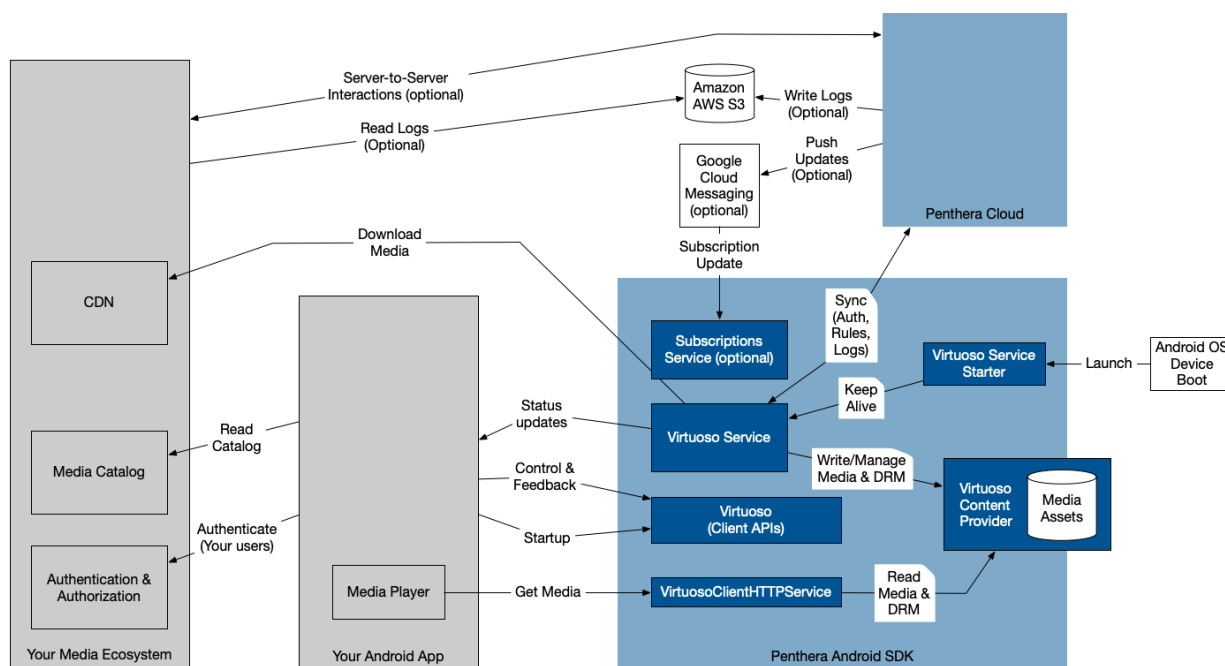 Server-to-Server
Interactions (optional)
Read Logs
(Optional)
Amazon
AWS S3
Write Logs
(Optional)
Push
Updates
(Optional)
Google
Cloud
Messaging
(optional)
Penthera Cloud
Download
Media
Subscription
Update
CDN
Subscriptions
Service (optional)
Sync
(Auth,
Rules,
Logs)
Virtuoso Service
Starter
Launch
Android OS
Device
Boot
Keep
Alive
Status
updates
Virtuoso Service
Read
Catalog
Media Catalog
Control &
Feedback
Write/Manage
Media & DRM
Virtuoso
Content
Provider
Media
Assets
Virtuoso
(Client APIs)
Startup
Authenticate
(Your users)
Authentication &
Authorization
Media Player
Get Media
VirtuosoClientHTTPService
Read
Media &
DRM
Your Media Ecosystem
Your Android App
Penthera Android SDK